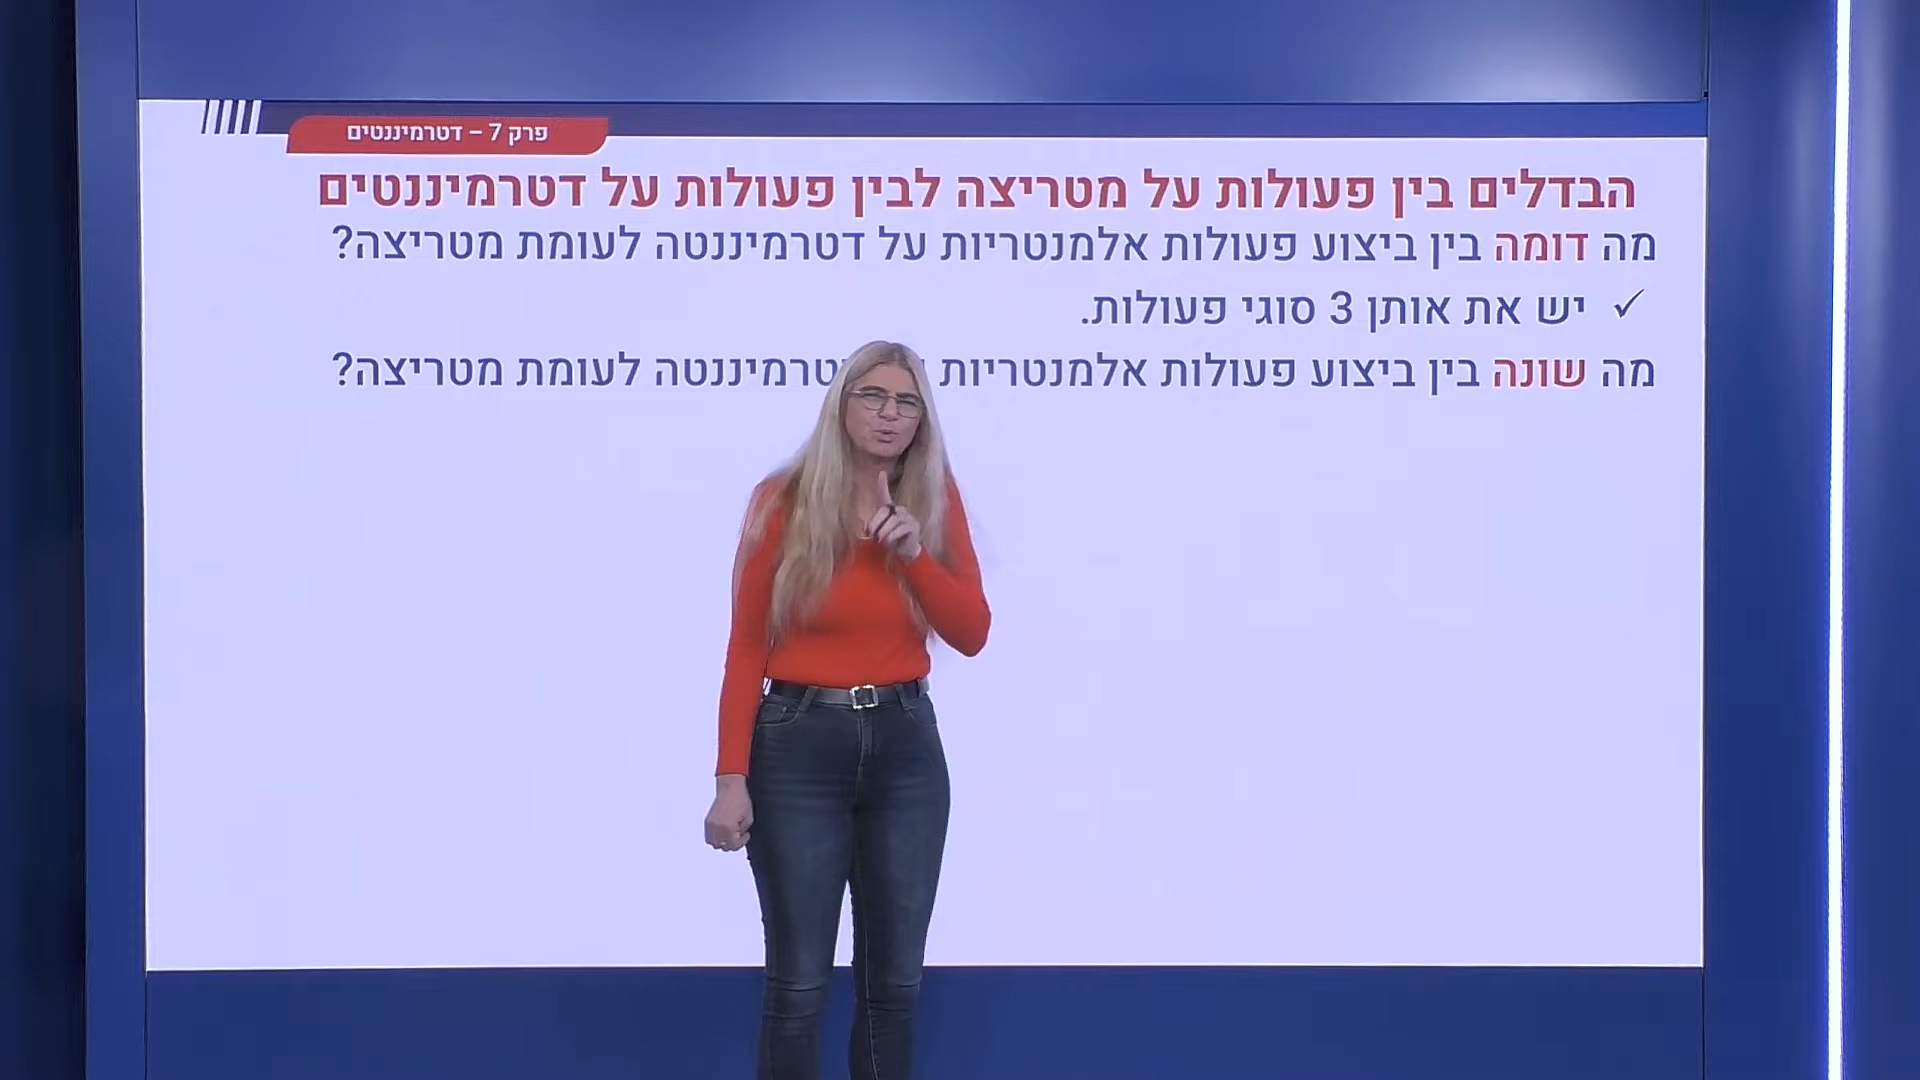 פרק 7 – דטרמיננטים
הבדלים בין פעולות על מטריצה לבין פעולות על דטרמיננטים
מה דומה בין ביצוע פעולות אלמנטריות על דטרמיננטה לעומת מטריצה?
✓ יש את אותן 3 סוגי פעולות.
מה שונה בין ביצוע פעולות אלמנטריות לעומת מטריצה?